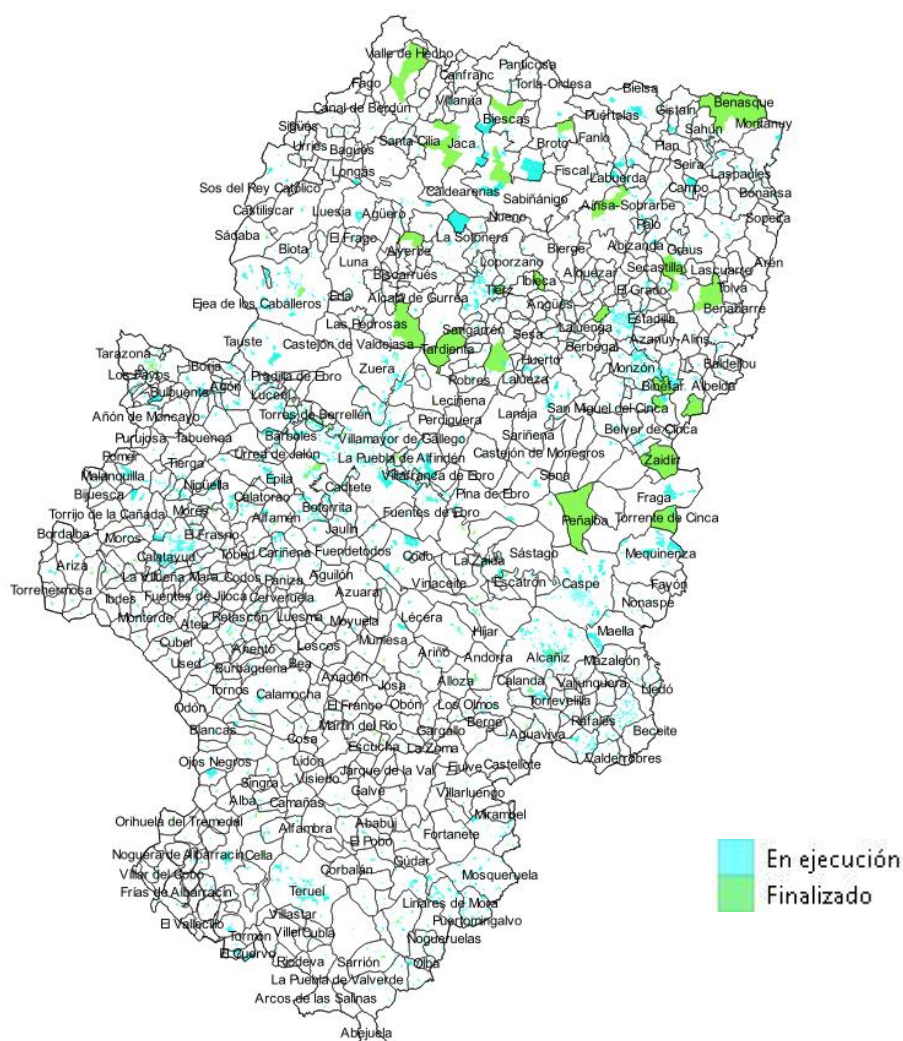 Valle de Hecho
Panticosa
Canfranc
Torla-Ordesa
Fago
Bielsa
Villanúa
Gistaín
Benasque
Canal de Berdún
Biescas
Puértolas
Montanuy
Sigüés
Santa Cilia
Jaca
Broto
Fanlo
Plan
Sahún
Urriés
Bagüés
Fiscal
Seira
Longás
Labuerda
Laspaúles
Sos del Rey Católico
Caldearenas
Sabiñánigo
Campo
Bonansa
Castiliscar
Luesia
Agüero
Nueno
Aínsa-Sobrarbe
Palo
Sopeira
Sádaba
El Frago
La Sotonera
Biota
Ayerbe
Bierge
Abizanda
Graus
Luna
Loporzano
Alquézar
Secastilla
Lascuarre
Arén
Biscarrués
Ibieca
Tierz
El Grado
Tolva
Ejea de los Caballeros
Erla
Alcalá de Gurrea
Angüés
Benabarre
Las Pedrosas
Sangarrén
Sesa
Laluenga
Estadilla
Tauste
Castejón de Valdejasa
Tardienta
Berbegal
Azanuy-Alins
Tarazona
Zuera
Huerto
Monzón
Baldellou
Los Fayos
Borja
Pradilla de Ebro
Robres
Lalueza
Binéfar
Albelda
Bulbuente
Agón
Luceni
Leciñena
Añón de Moncayo
Torres de Berrellén
Perdiguera
Lanaja
San Miguel del Cinca
Purujosa
Tabuenca
Bárboles
Villamayor de Gállego
Sariñena
Belver de Cinca
Pomer
Tierga
Urrea de Jalón
La Puebla de Alfindén
Castejón de Monegros
Zaidín
Malanquilla
Nigüella
Épila
Villafranca de Ebro
Sena
Bijuesca
Calatorao
Cadrete
Pina de Ebro
Fraga
Torrijo de la Cañada
Morés
Alfamén
Botorrita
Fuentes de Ebro
Peñalba
Torrente de Cinca
Bordalba
Moros
El Frasno
Jaulín
Ariza
Calatayud
Tobed
Cariñena
Fuendetodos
Codo
La Zaida
Sástago
Mequinenza
Torrehermosa
La Vilueña
Mara
Codos
Paniza
Aguilón
Vinaceite
Escatrón
Caspe
Fayón
Ibdes
Fuentes de Jiloca
Cerveruela
Azuara
Nonaspe
Monterde
Atea
Retascón
Luesma
Moyuela
Lécera
Cubel
Híjar
Maella
Used
Anento
Loscos
Muniesa
Ariño
Andorra
Alcañiz
Mazaleón
Burbáguena
Bea
Anadón
Josa
Alloza
Calanda
Valjunquera
Lledó
Tornos
Calamocha
Odón
El Franco
Obón
Los Olmos
Torrevelilla
Blancas
Martín del Río
Gargallo
Berge
Ráfales
Beceite
Cosa
Escucha
La Zoma
Aguaviva
Ojos Negros
Lidón
Jarque de la Val
Ejulve
Castellote
Valderrobres
Singra
Visiedo
Galve
Alba
Camañas
Villarluengo
Orihuela del Tremedal
Alfambra
Ababuj
Mirambel
El Pobo
Fortanete
Noguera de Albarracín
Cella
Villar del Cobo
Corbalán
Gúdar
Mosqueruela
Frías de Albarracín
Teruel
Linares de Mora
Villastar
Puertomingalvo
El Vallecillo
Tormón
Villel
Cubla
Nogueruelas
El Cuervo
Riodeva
Sarrión
Olba
La Puebla de Valverde
Arcos de las Salinas
Abejuela
En ejecución
Finalizado